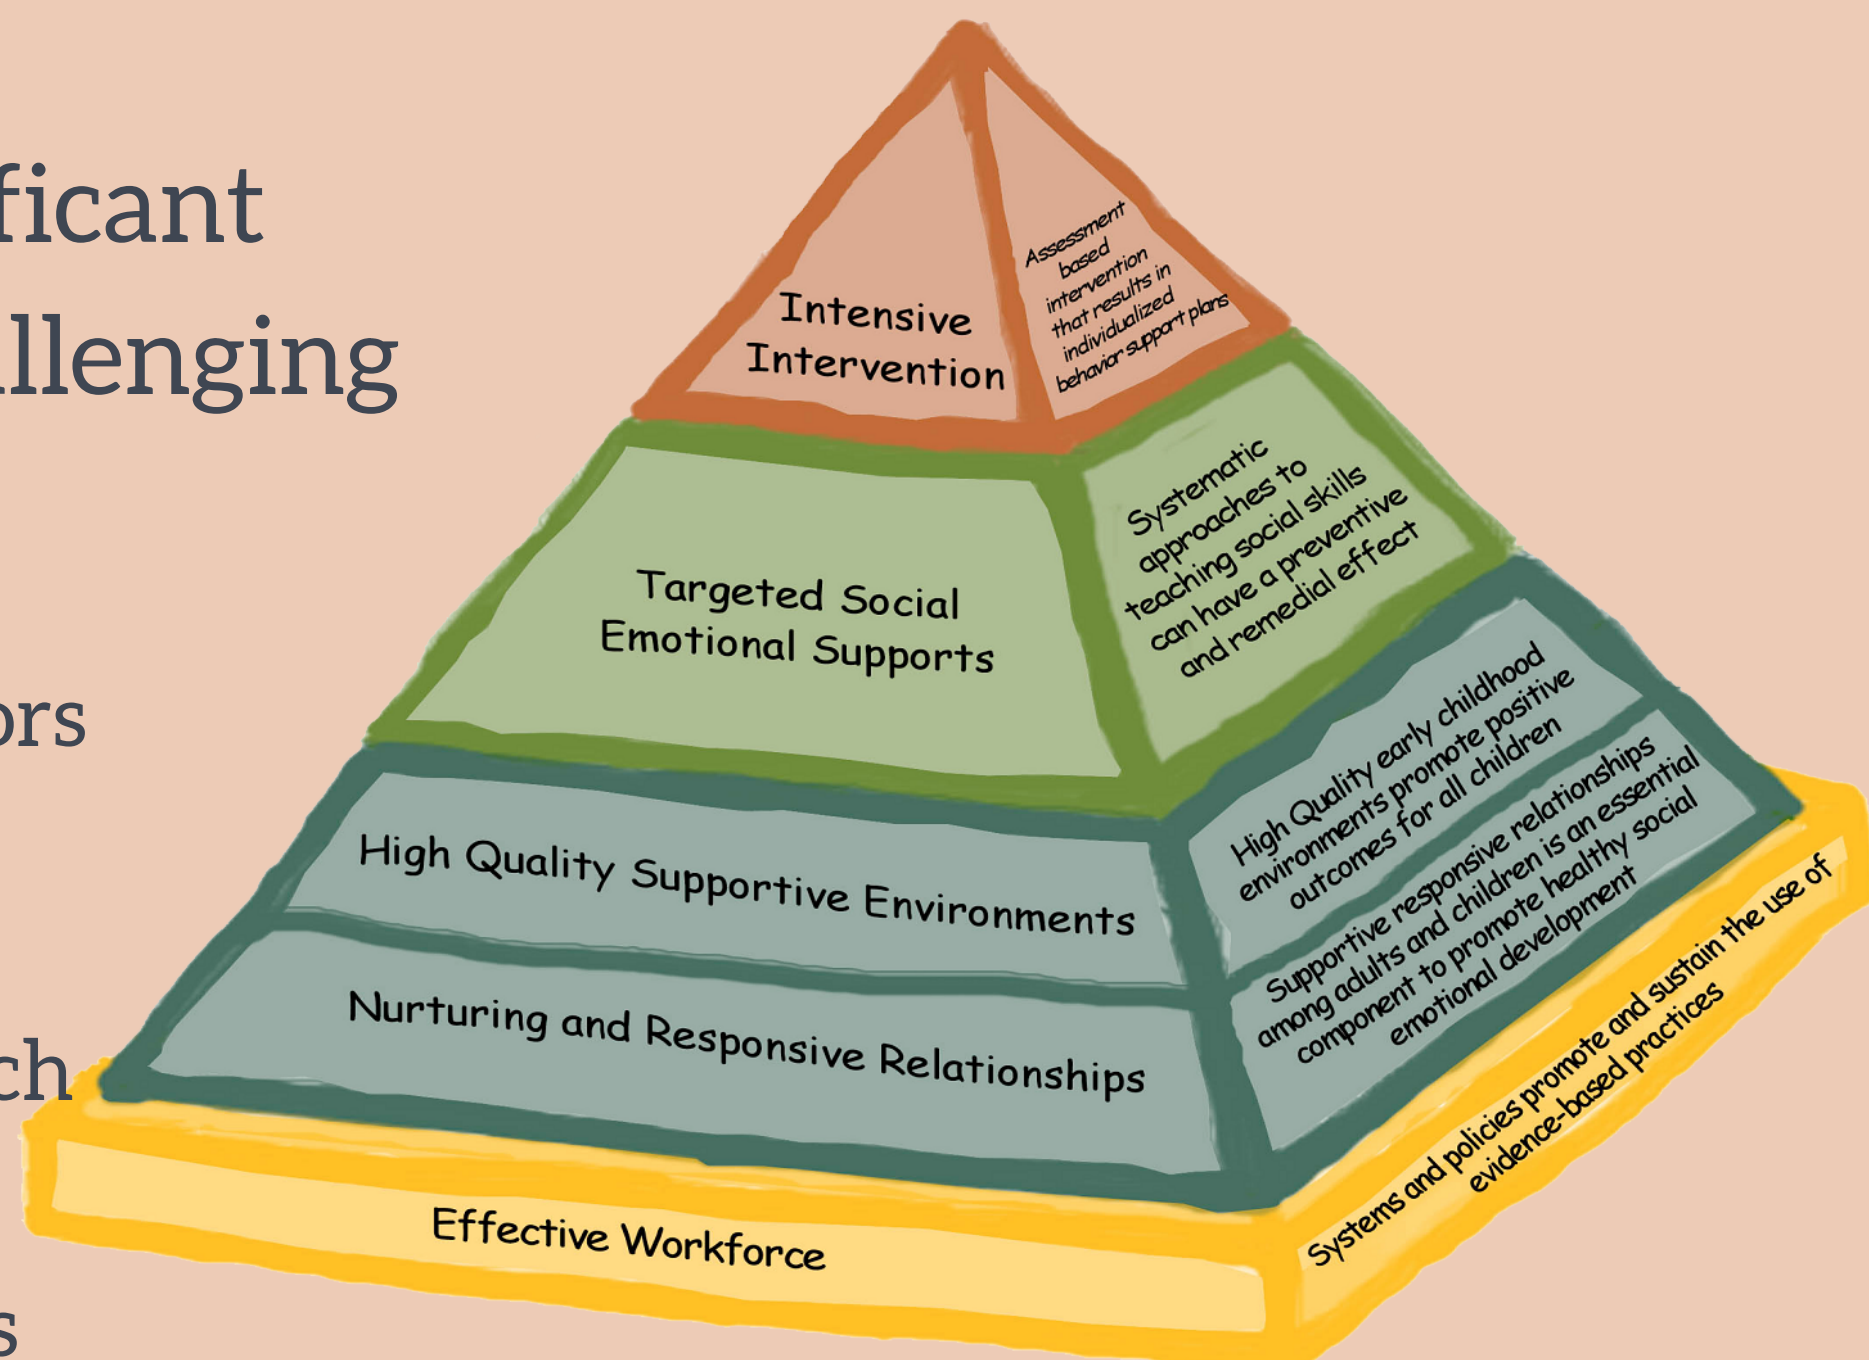 ficant
llenging
ors
ch
s
Intensive
Intervention
Assessment
based
intervention
that results in
individualized
behavior support plans
Targeted Social
Emotional Supports
Systematic
approaches to
teaching social skills
can have a preventive
and remedial effect
High Quality Supportive Environments
High Quality early childhood
environments promote positive
outcomes for all children
Nurturing and Responsive Relationships
Supportive responsive relationships
among adults and children is an essential
component to promote healthy social
emotional development
Effective Workforce
Systems and policies promote and sustain the use of
evidence-based practices